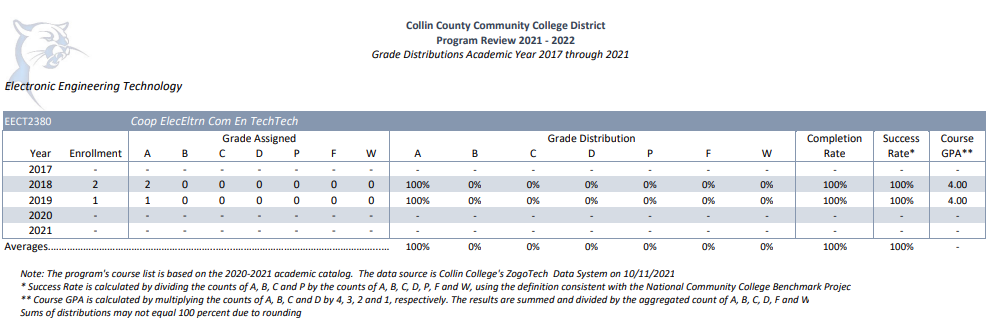 Collin County Community College District
Program Review 2021 - 2022
Grade Distributions Academic Year 2017 through 2021
Electronic Engineering Technology
EECT2380 Coop ElecEltrn Com En TechTech
Grade Assigned Grade Distribution Completion Success Course
Year Enrollment A B C D P F W A B C D P F W Rate Rate* GPA**
2017 - - - - - - - - - - - - - - - - - -
2018 2 2 0 0 0 0 0 0 100% 0% 0% 0% 0% 0% 0% 100% 100% 4.00
2019 1 1 0 0 0 0 0 0 100% 0% 0% 0% 0% 0% 0% 100% 100% 4.00
2020 - - - - - - - - - - - - - - - - - -
2021 - - - - - - - - - - - - - - - - - -
Averages................................................................................................ 100% 0% 0% 0% 0% 0% 0% 100% 100% -
Note: The program's course list is based on the 2020-2021 academic catalog. The data source is Collin College's ZogoTech Data System on 10/11/2021
* Success Rate is calculated by dividing the counts of A, B, C and P by the counts of A, B, C, D, P, F and W, using the definition consistent with the National Community College Benchmark Projec
** Course GPA is calculated by multiplying the counts of A, B, C and D by 4, 3, 2 and 1, respectively. The results are summed and divided by the aggregated count of A, B, C, D, F and W
Sums of distributions may not equal 100 percent due to rounding